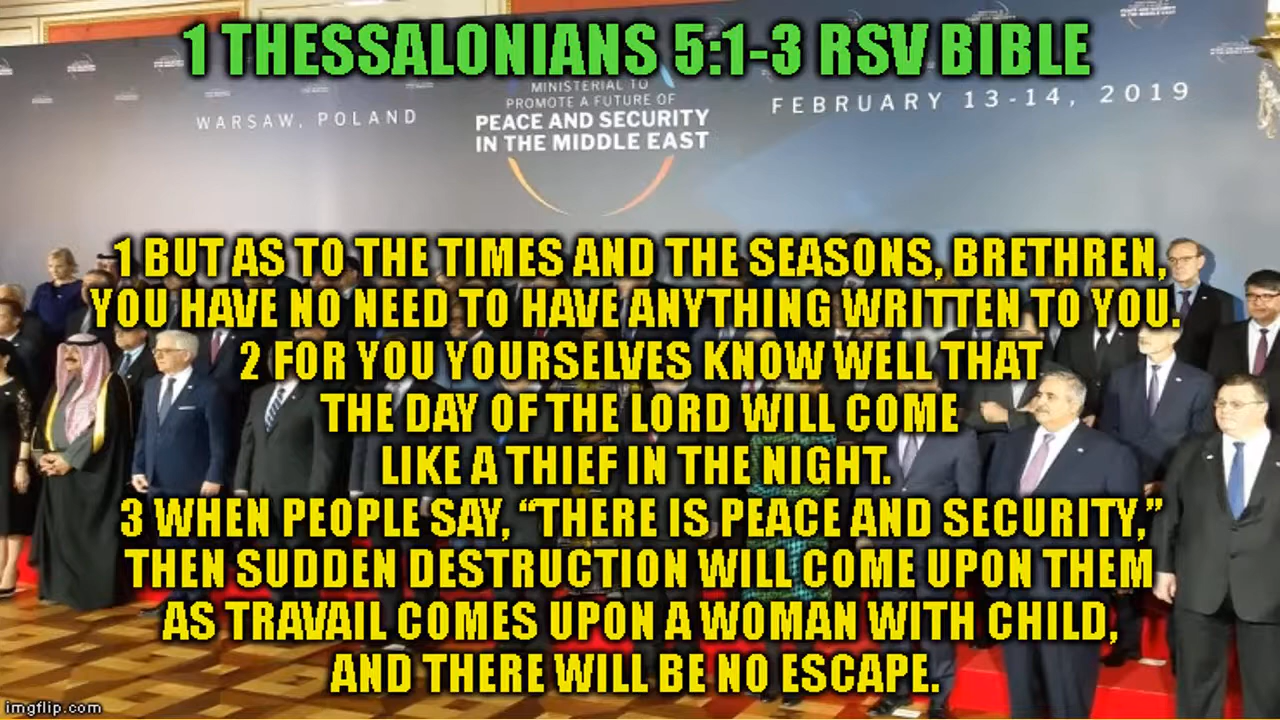 1 THESSALONIANS 5:1-3 RSV BIBLE
MINISTERIAL TO
PROMOTE A FUTURE OF
PEACE AND SECURITY
IN THE MIDDLE EAST
WARSAW, POLAND
FEBRUARY 13-14, 2019
1 BUT AS TO THE TIMES AND THE SEASONS, BRETHREN,
YOU HAVE NO NEED TO HAVE ANYTHING WRITTEN TO YOU.
2 FOR YOU YOURSELVES KNOW WELL THAT
THE DAY OF THE LORD WILL COME
LIKE A THIEF IN THE NIGHT.
3 WHEN PEOPLE SAY, “THERE IS PEACE AND SECURITY,”
THEN SUDDEN DESTRUCTION WILL COME UPON THEM
AS TRAVAIL COMES UPON A WOMAN WITH CHILD,
AND THERE WILL BE NO ESCAPE.
imgflip.com